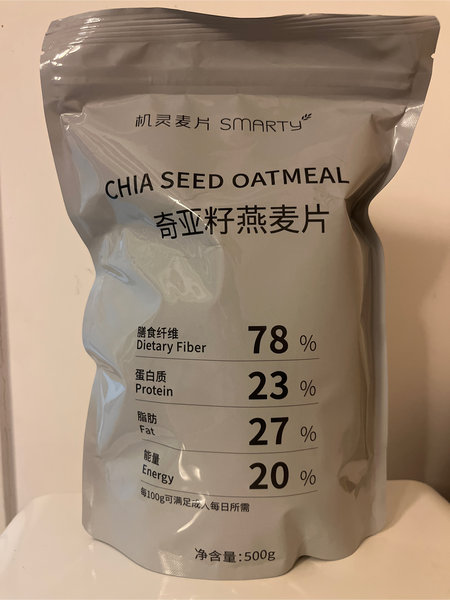 机灵麦片 SMARTY
CHIA SEED OATMEAL
奇亚籽燕麦片
膳食纤维
Dietary Fiber 78 %
蛋白质
Protein 23 %
脂肪
Fat 27 %
能量
Energy 20 %
每100g可满足成人每日所需
净含量:500g